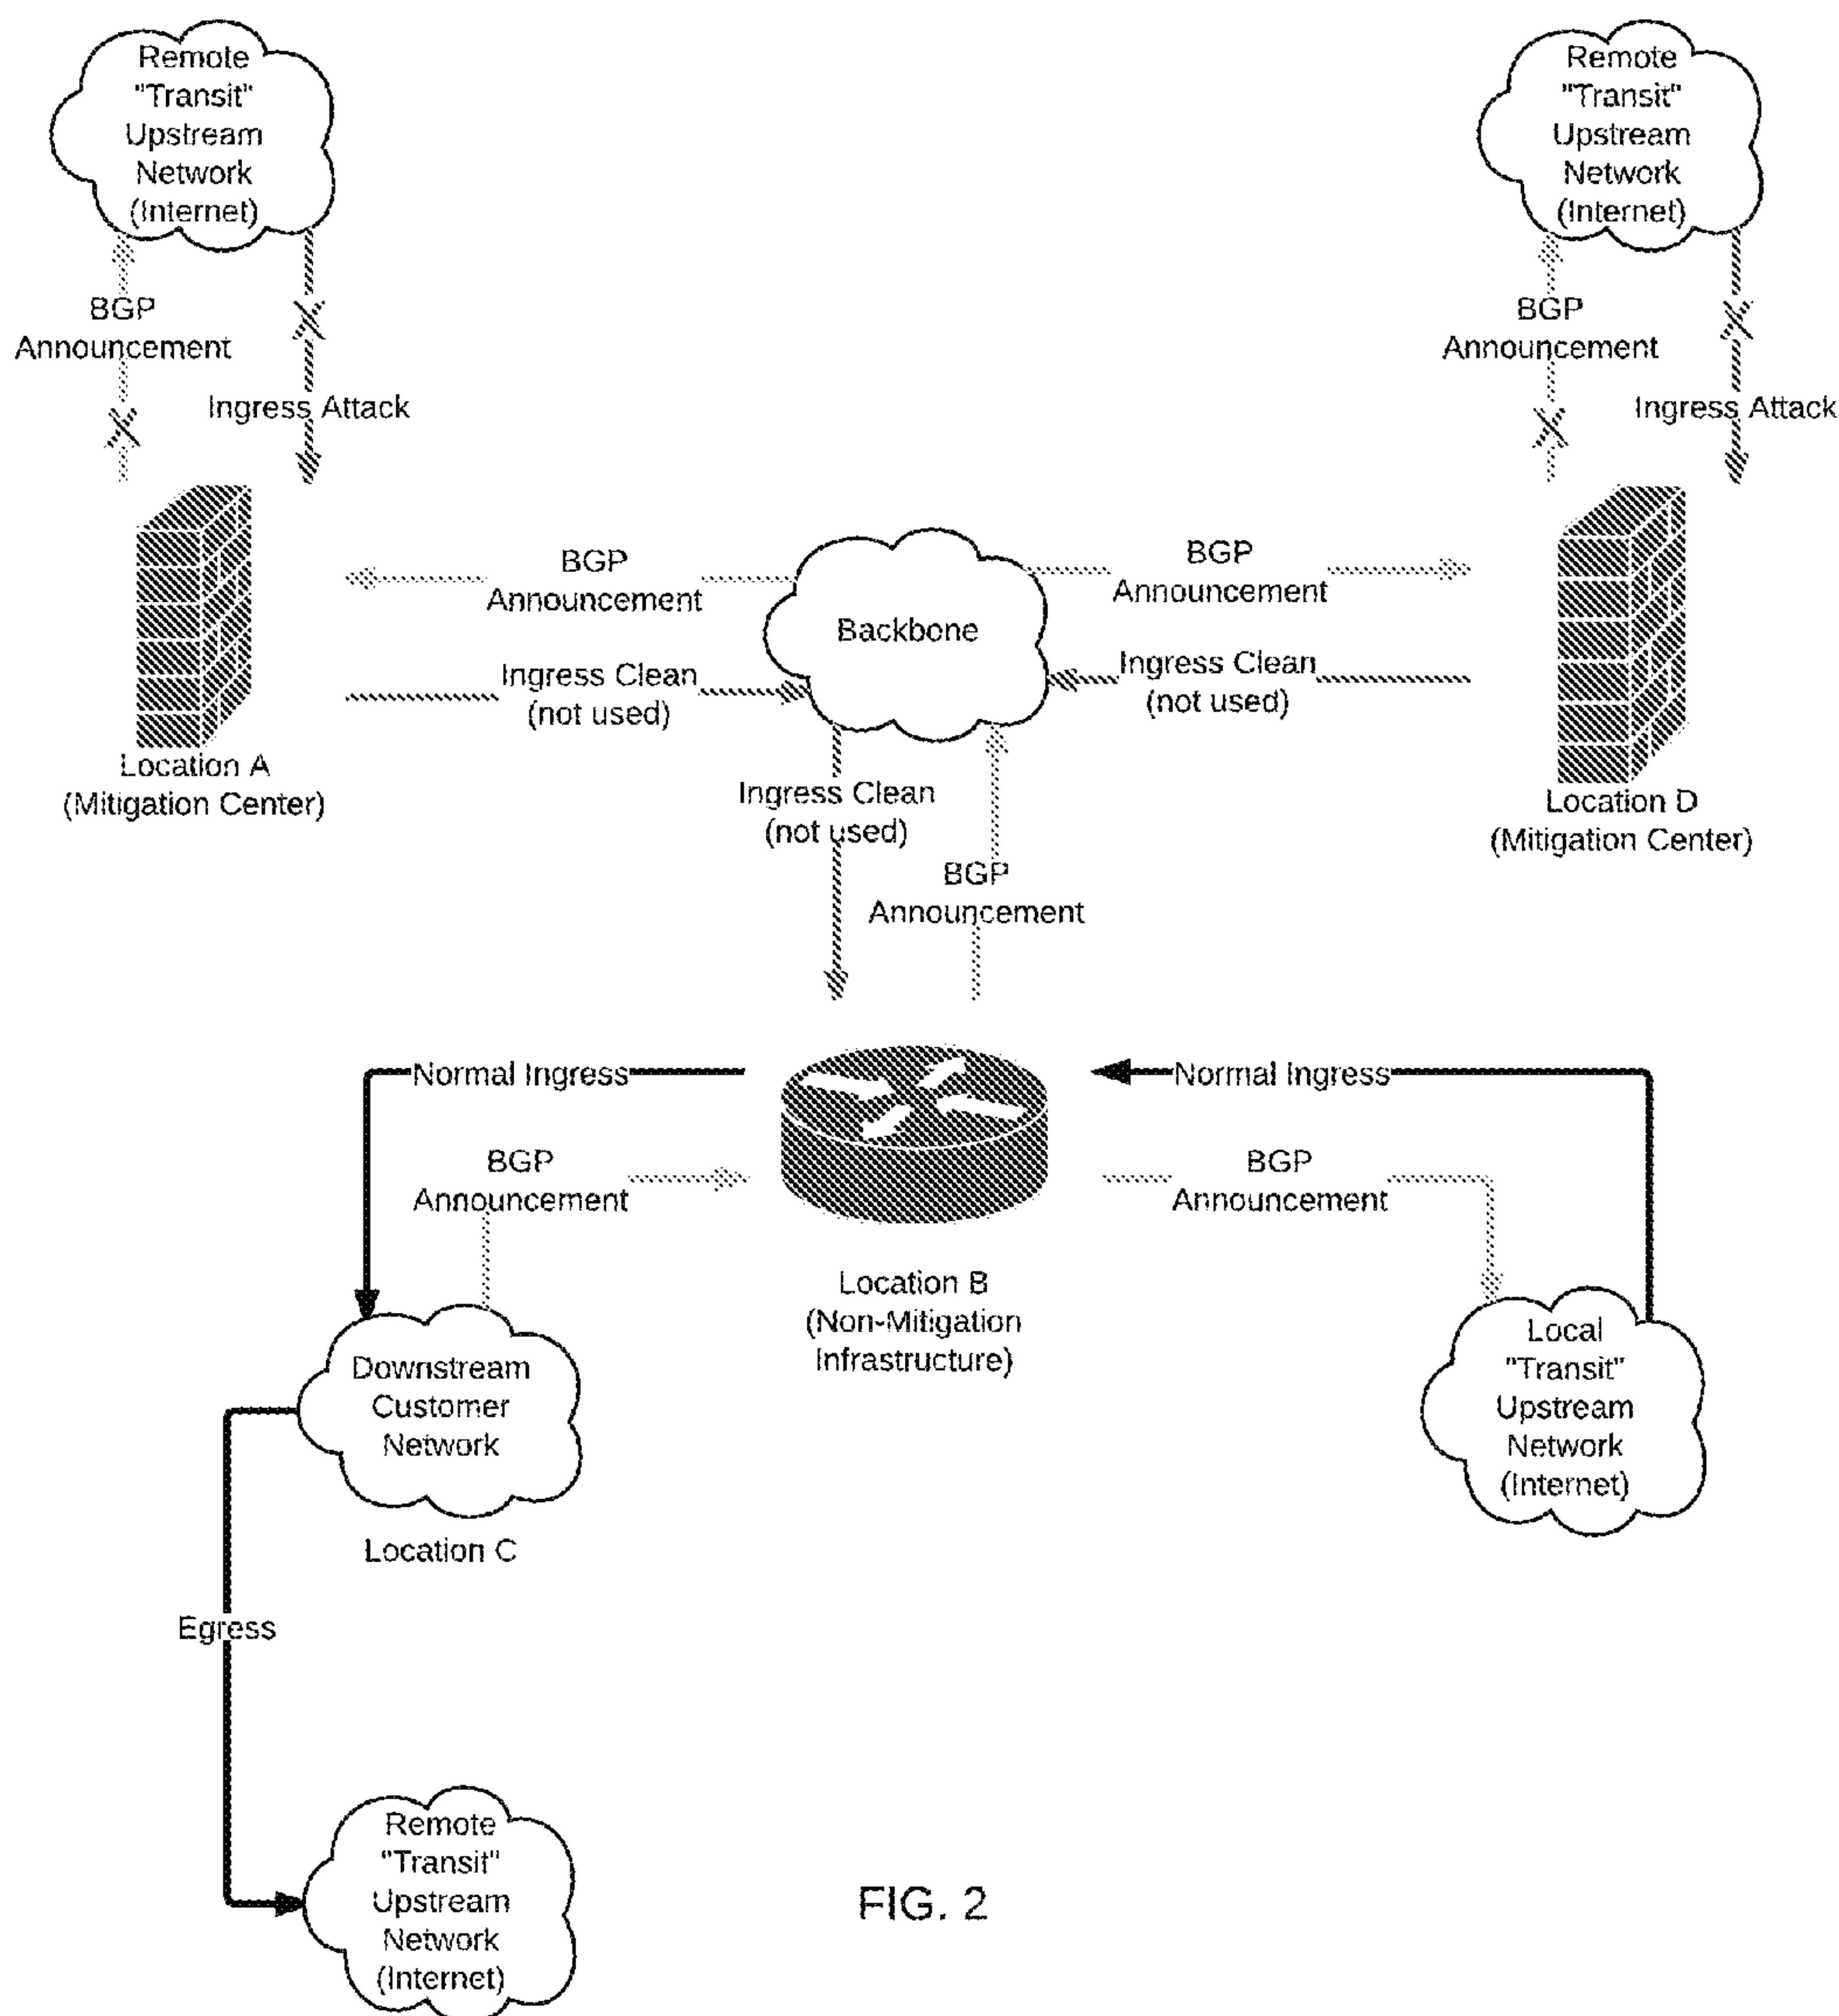 Remote
"Transit"
Upstream
Network
(Internet)
Remote
"Transit"
Upstream
Network
(Internet)
BGP
Announcement
Ingress Attack
BGP
Announcement
Ingress Attack
BGP
Announcement
Backbone
BGP
Announcement
Ingress Clean
(not used)
Ingress Clean
(not used)
Location A
(Mitigation Center)
Location D
(Mitigation Center)
Ingress Clean
(not used)
BGP
Announcement
Normal Ingress
Normal Ingress
BGP
Announcement
BGP
Announcement
Location B
(Non-Mitigation
Infrastructure)
Downstream
Customer
Network
Location C
Local
"Transit"
Upstream
Network
(Internet)
Egress
Remote
"Transit"
Upstream
Network
(Internet)
FIG. 2